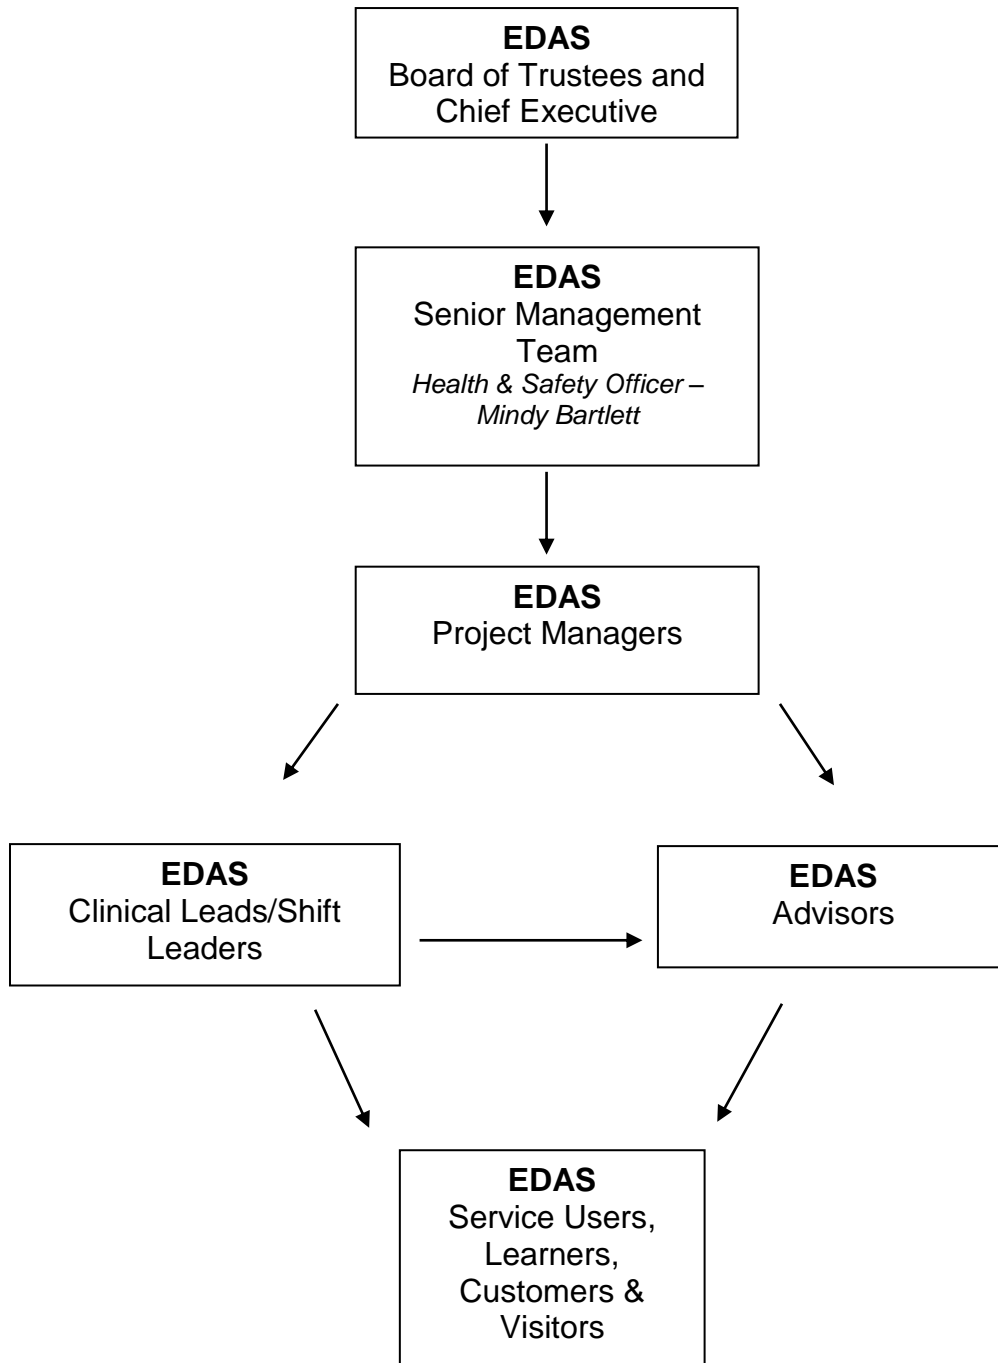 EDAS
Board of Trustees and
Chief Executive
EDAS
Senior Management
Team
Health & Safety Officer –
Mindy Bartlett
EDAS
Project Managers
EDAS
Clinical Leads/Shift
Leaders
EDAS
Advisors
EDAS
Service Users,
Learners,
Customers &
Visitors